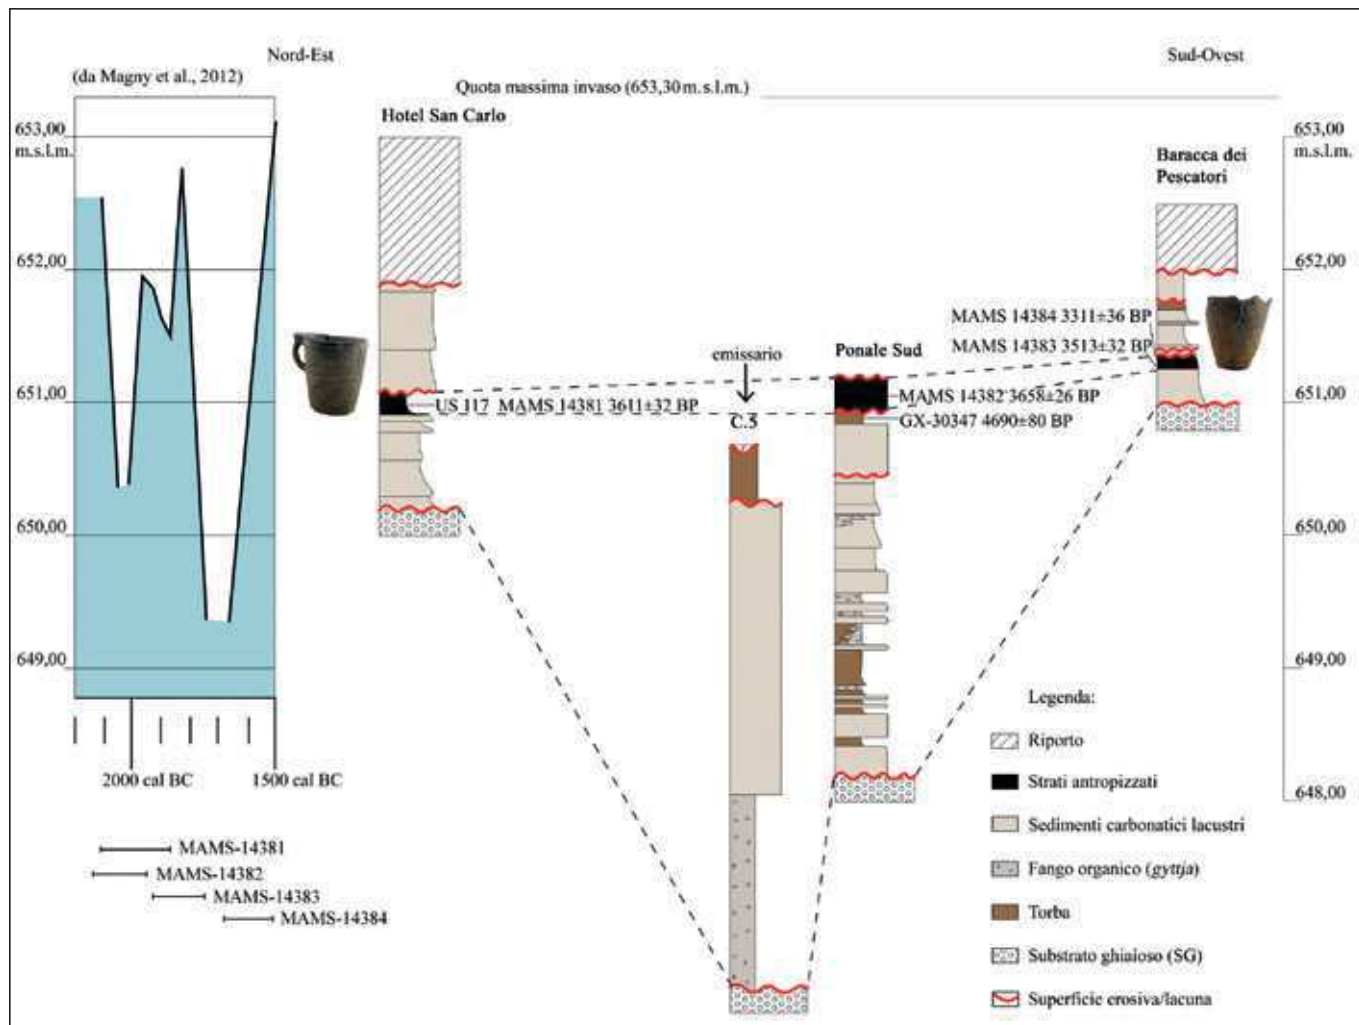 Nord-Est
Sud-Ovest
(da Magny et al., 2012)
Quota massima invaso (653,30 m. s.l.m.)
Hotel San Carlo
653,00
m.s.l.m.
652,00
651,00
650,00
649,00
2000 cal BC
1500 cal BC
MAMS-14381
MAMS-14382
MAMS-14383
MAMS-14384
US 117 MAMS 14381 3611±32 BP
emissario
C.5
Ponale Sud
MAMS 14382 3658±26 BP
GX-30347 4690±80 BP
Baracca dei
Pescatori
MAMS 14384 3311±36 BP
MAMS 14383 3513±32 BP
653,00
m.s.l.m.
652,00
651,00
650,00
649,00
648,00
Legenda:
Riporto
Strati antropizzati
Sedimenti carbonatici lacustri
Fango organico (gyttja)
Torba
Substrato ghiaioso (SG)
Superficie erosiva/lacuna